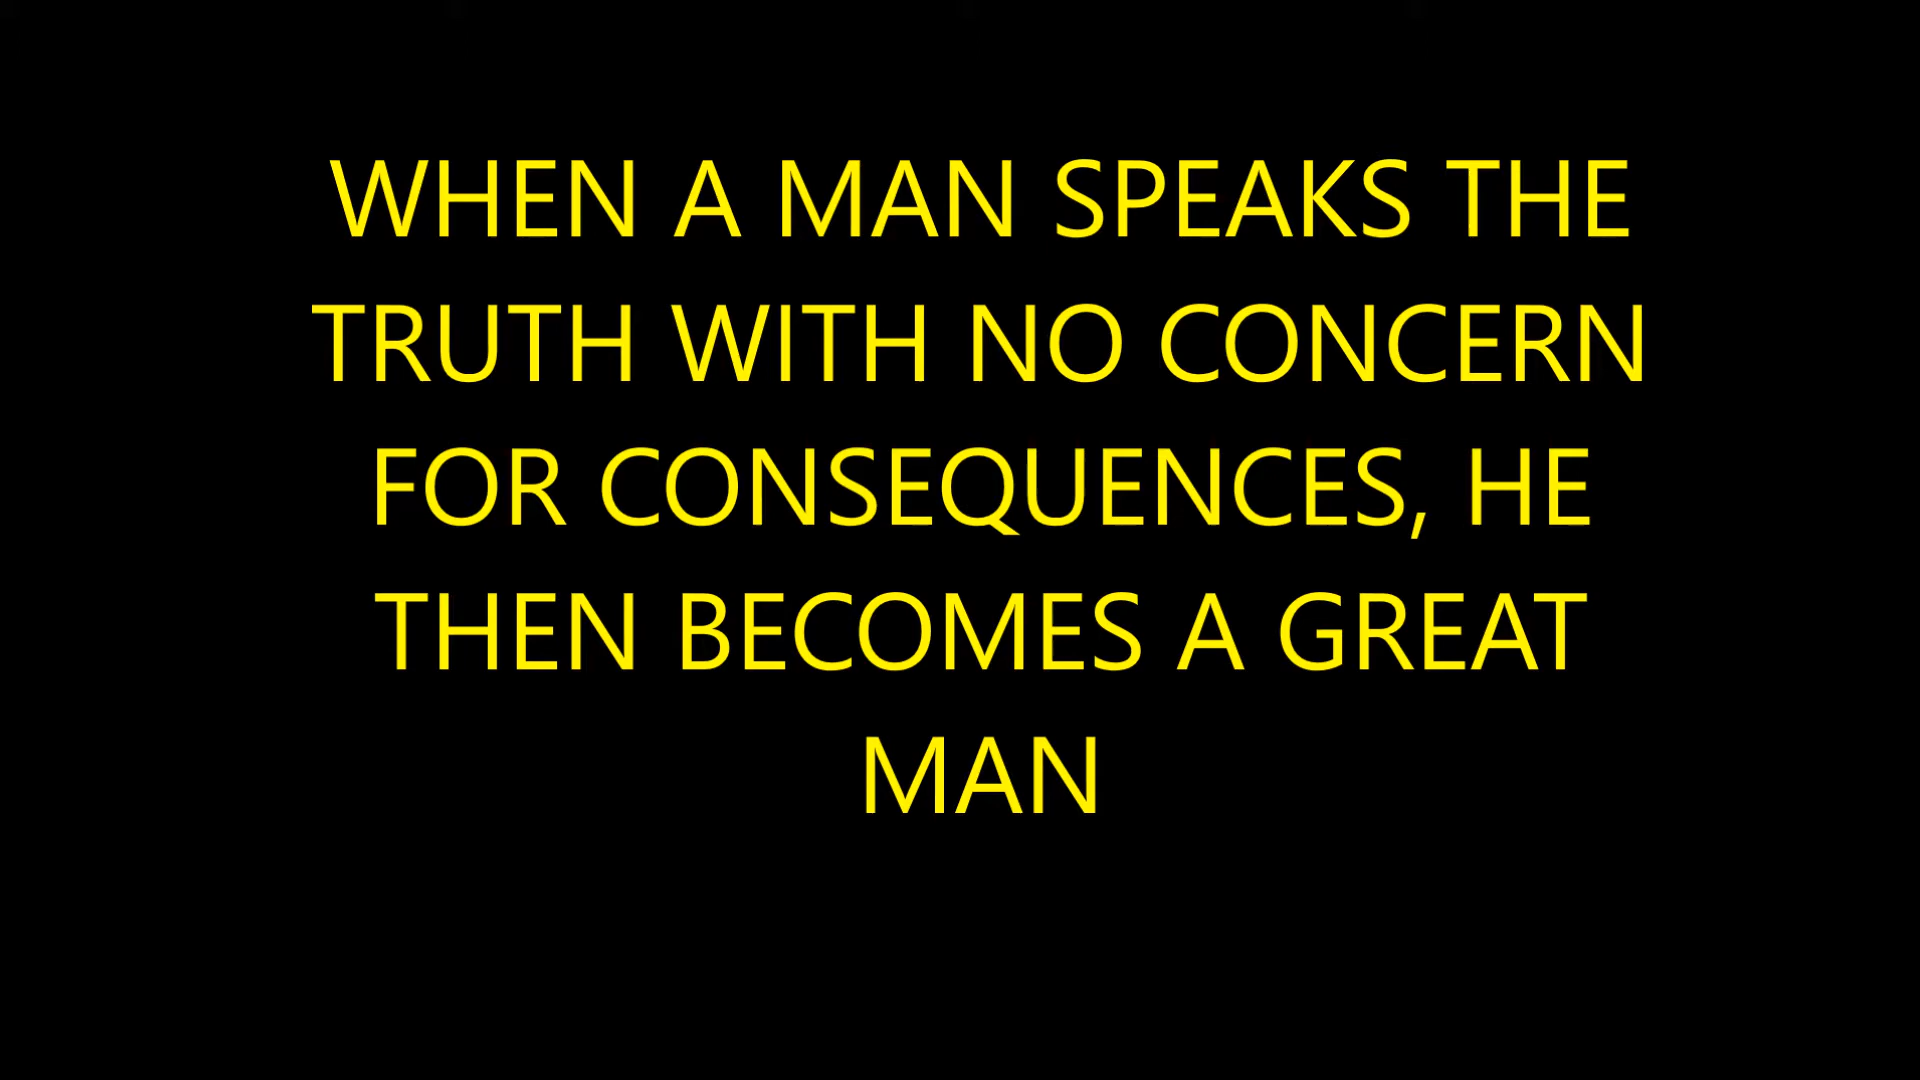 WHEN A MAN SPEAKS THE
TRUTH WITH NO CONCERN
FOR CONSEQUENCES, HE
THEN BECOMES A GREAT
MAN